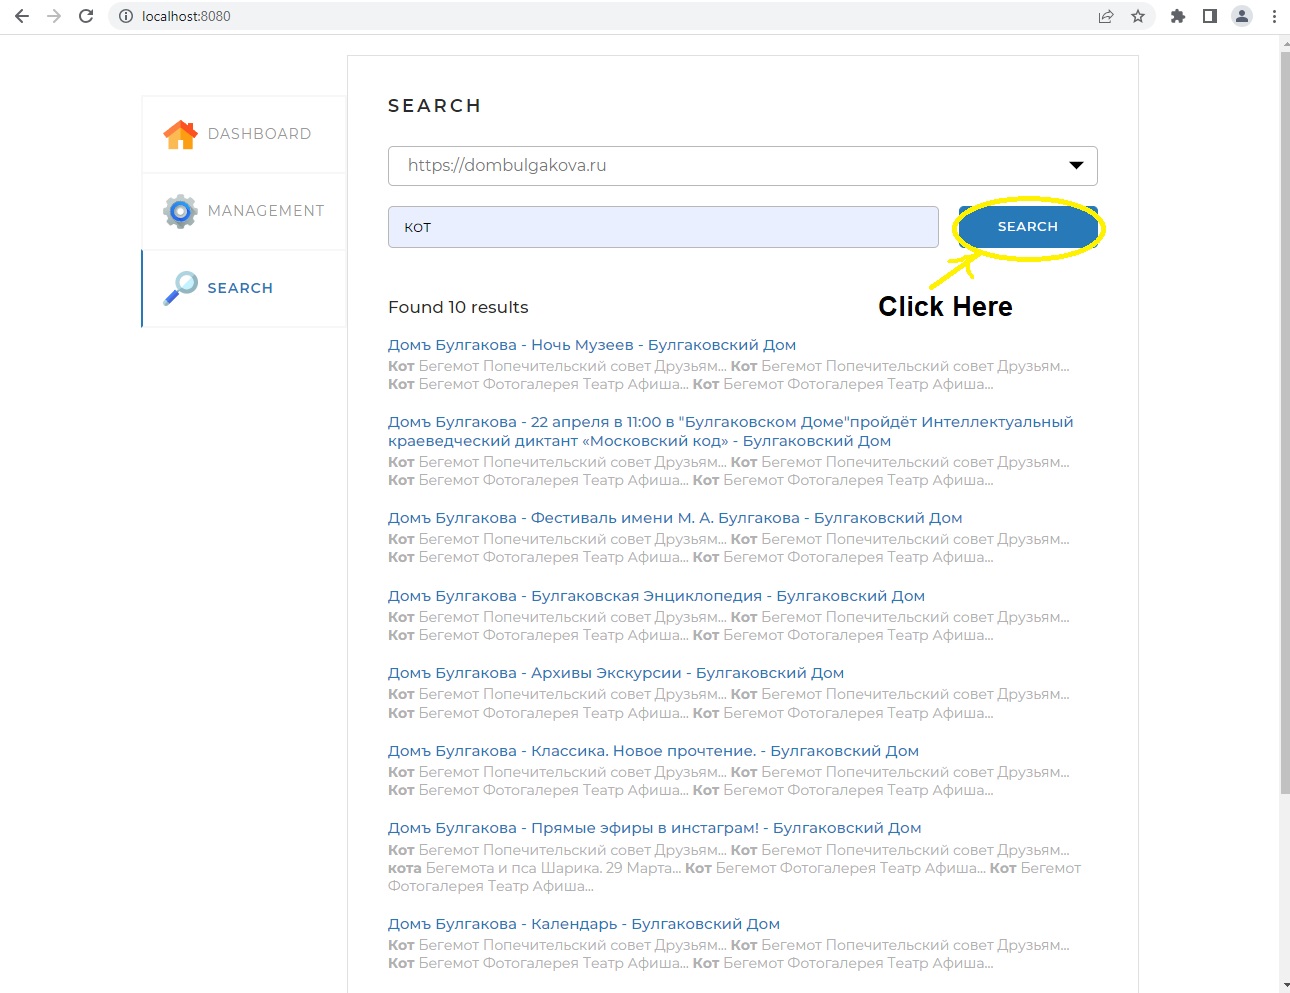 localhost:8080
SEARCH
DASHBOARD
MANAGEMENT
SEARCH
https://dombulgakova.ru
кот
SEARCH
Click Here
Found 10 results
Домъ Булгакова - Ночь Музеев - Булгаковский Дом
Кот Бегемот Попечительский совет Друзьям... Кот Бегемот Попечительский совет Друзьям...
Кот Бегемот Фотогалерея Театр Афиша... Кот Бегемот Фотогалерея Театр Афиша...
Домъ Булгакова - 22 апреля в 11:00 в "Булгаковском Доме"пройдёт Интеллектуальный
краеведческий диктант «Московский код» - Булгаковский Дом
Кот Бегемот Попечительский совет Друзьям... Кот Бегемот Попечительский совет Друзьям...
Кот Бегемот Фотогалерея Театр Афиша... Кот Бегемот Фотогалерея Театр Афиша...
Домъ Булгакова - Фестиваль имени М. А. Булгакова - Булгаковский Дом
Кот Бегемот Попечительский совет Друзьям... Кот Бегемот Попечительский совет Друзьям...
Кот Бегемот Фотогалерея Театр Афиша... Кот Бегемот Фотогалерея Театр Афиша...
Домъ Булгакова - Булгаковская Энциклопедия - Булгаковский Дом
Кот Бегемот Попечительский совет Друзьям... Кот Бегемот Попечительский совет Друзьям...
Кот Бегемот Фотогалерея Театр Афиша... Кот Бегемот Фотогалерея Театр Афиша...
Домъ Булгакова - Архивы Экскурсии - Булгаковский Дом
Кот Бегемот Попечительский совет Друзьям... Кот Бегемот Попечительский совет Друзьям...
Кот Бегемот Фотогалерея Театр Афиша... Кот Бегемот Фотогалерея Театр Афиша...
Домъ Булгакова - Классика. Новое прочтение. - Булгаковский Дом
Кот Бегемот Попечительский совет Друзьям... Кот Бегемот Попечительский совет Друзьям...
Кот Бегемот Фотогалерея Театр Афиша... Кот Бегемот Фотогалерея Театр Афиша...
Домъ Булгакова - Прямые эфиры в инстаграм! - Булгаковский Дом
Кот Бегемот Попечительский совет Друзьям... Кот Бегемот Попечительский совет Друзьям...
кота Бегемота и пса Шарика. 29 Марта... Кот Бегемот Фотогалерея Театр Афиша... Кот Бегемот
Фотогалерея Театр Афиша...
Домъ Булгакова - Календарь - Булгаковский Дом
Кот Бегемот Попечительский совет Друзьям... Кот Бегемот Попечительский совет Друзьям...
Кот Бегемот Фотогалерея Театр Афиша... Кот Бегемот Фотогалерея Театр Афиша...